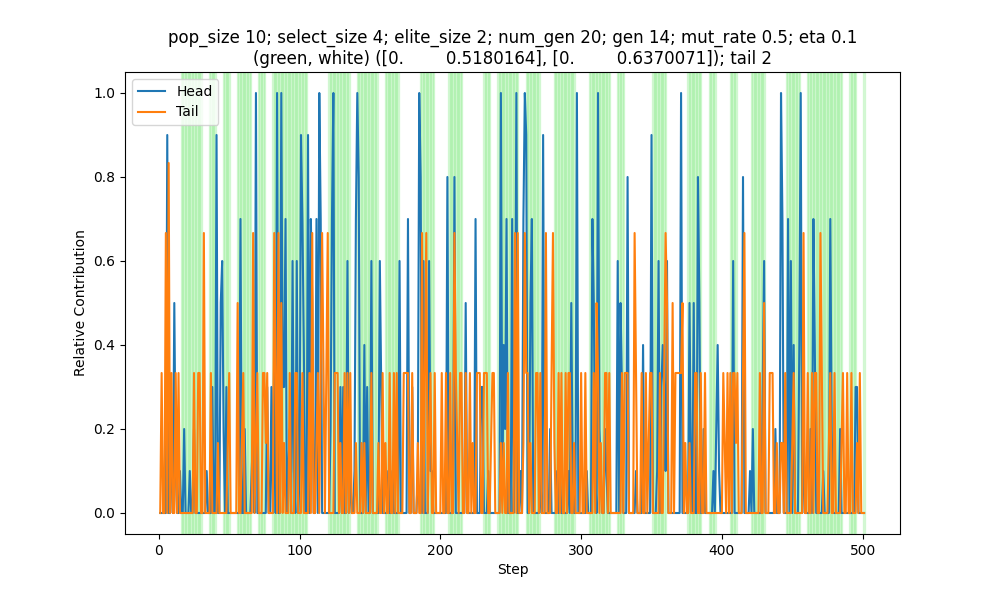 pop_size 10; select_size 4; elite_size 2; num_gen 20; gen 14; mut_rate 0.5; eta 0.1
(green, white) ([0.         0.5180164], [0.         0.6370071]); tail 2
Head
Tail
Relative Contribution
1.0
0.8
0.6
0.4
0.2
0.0
0
100
200
300
400
500
Step